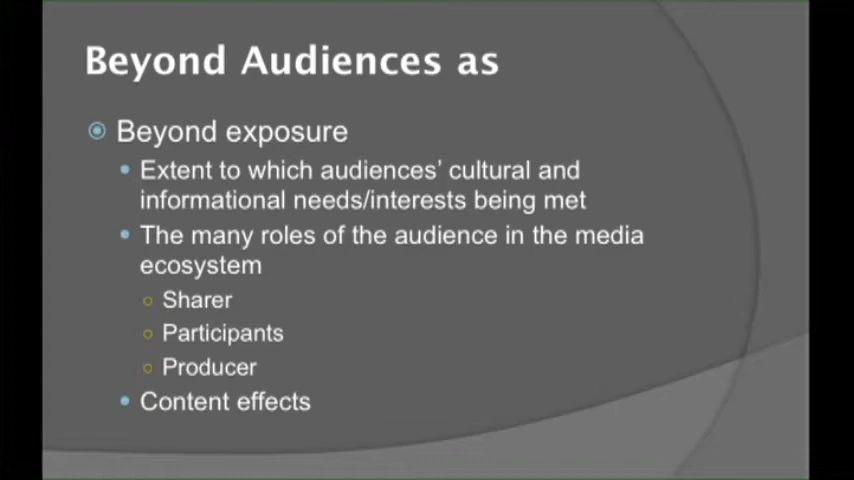 Beyond Audiences as
Beyond exposure
Extent to which audiences’ cultural and
informational needs/interests being met
The many roles of the audience in the media
ecosystem
Sharer
Participants
Producer
Content effects